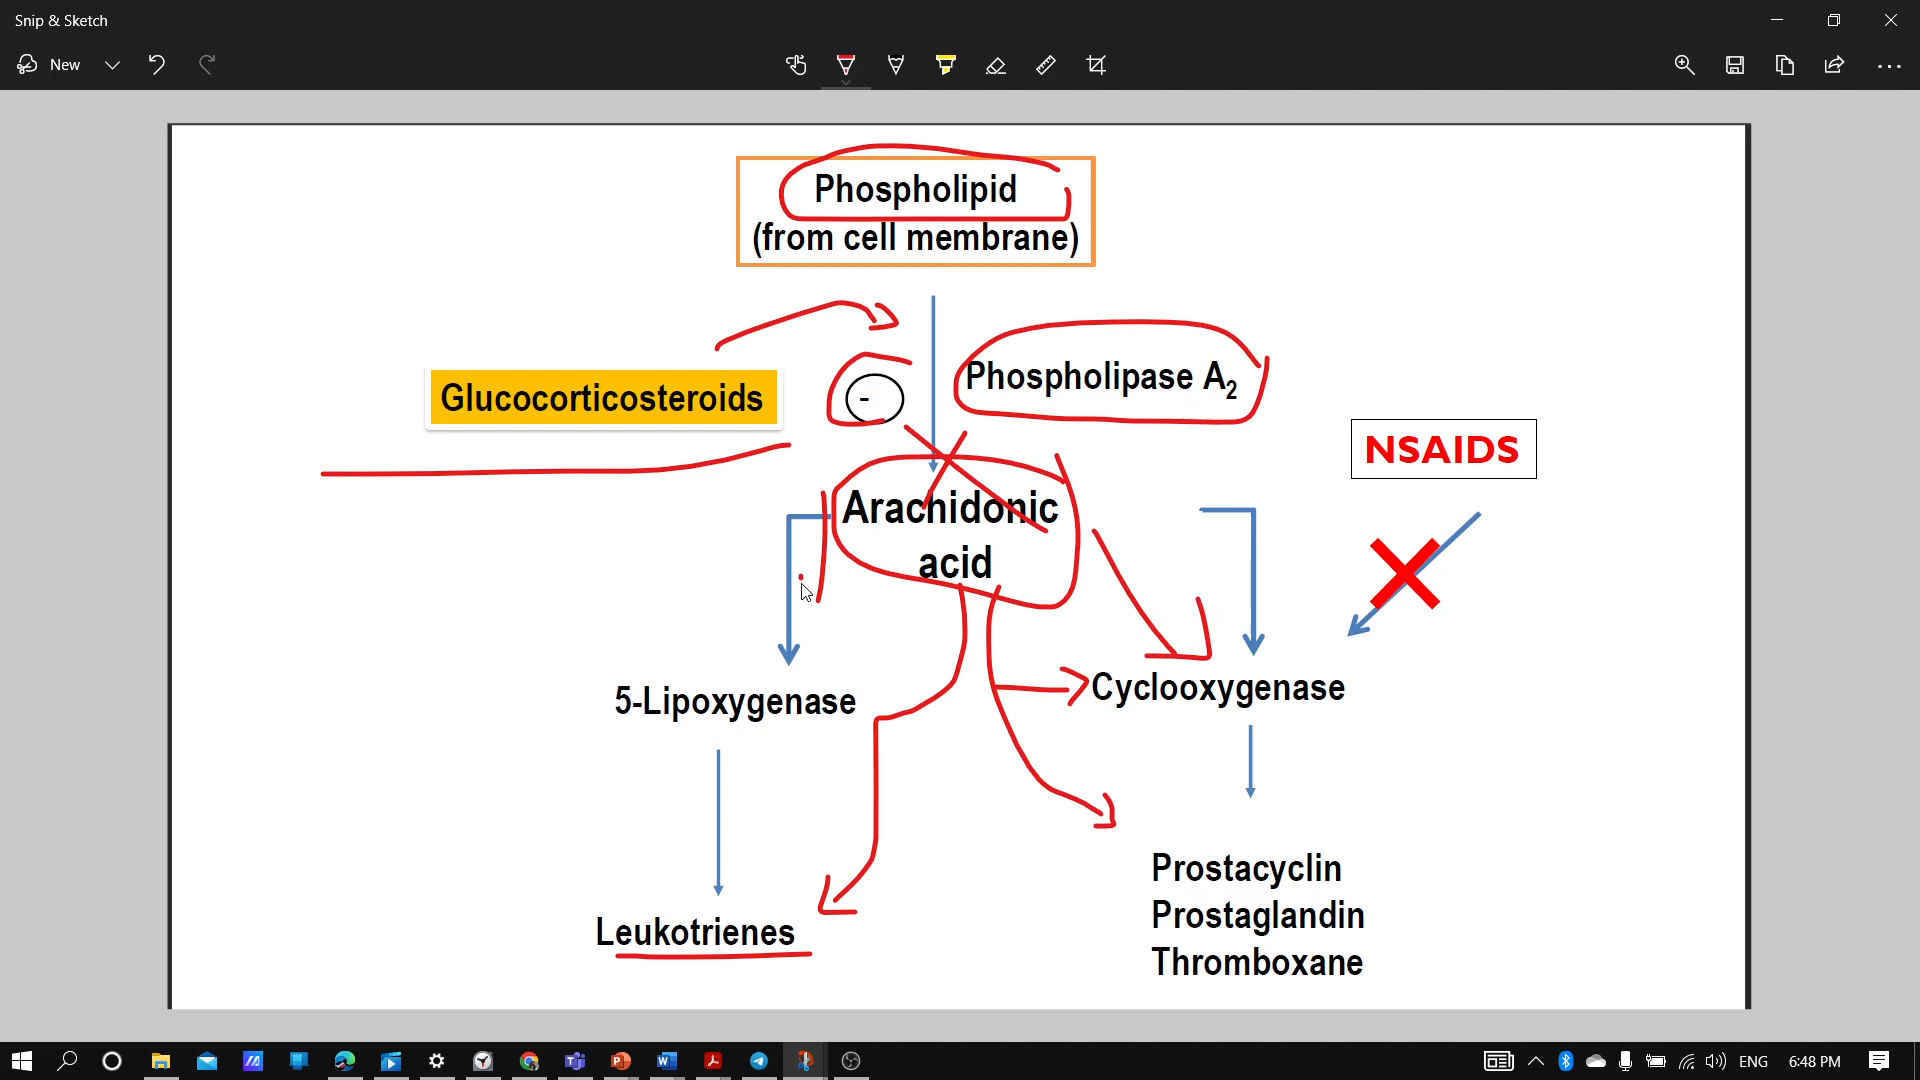 Snip & Sketch
New
Phospholipid
(from cell membrane)
Glucocorticosteroids
-
Phospholipase A2
NSAIDS
Arachidonic
acid
5-Lipoxygenase
Cyclooxygenase
Leukotrienes
Prostacyclin
Prostaglandin
Thromboxane
ENG
6:48 PM